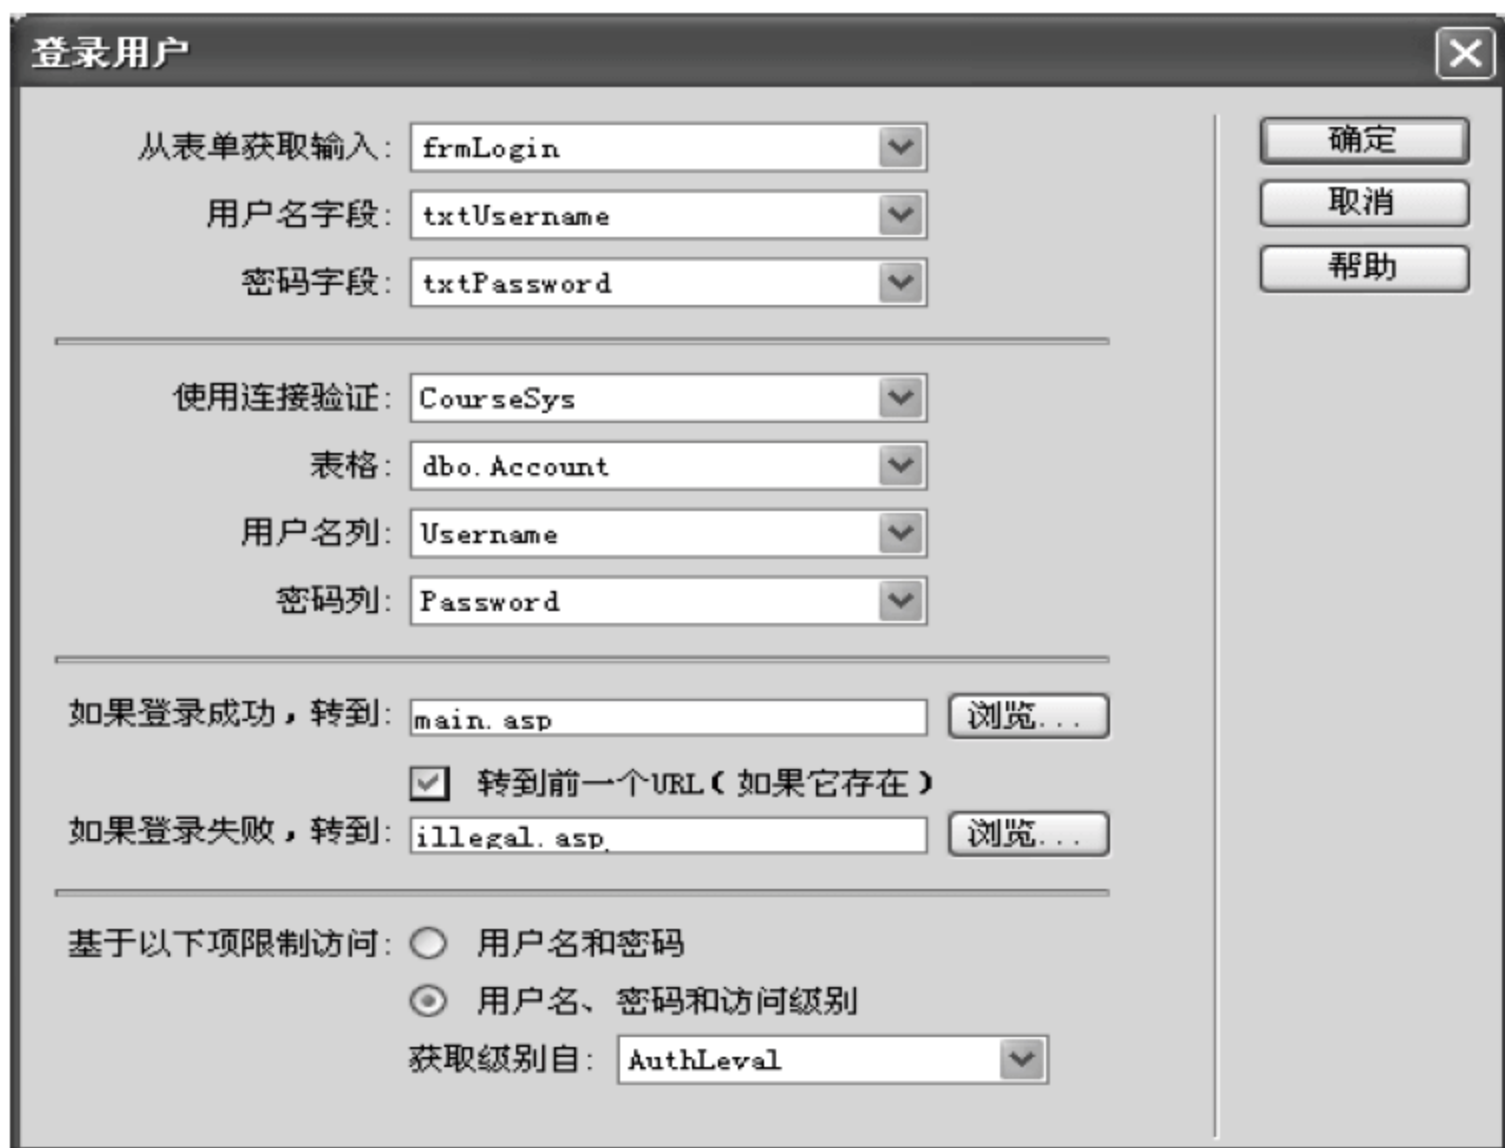 登录用户
从表单获取输入: frmLogin 确定
用户名字段: txtUsername 取消
密码字段: txtPassword 帮助
使用连接验证: CourseSys
表格: dbo.Account
用户名列: Username
密码列: Password
如果登录成功，转到: main.asp 浏览...
转到前一个URL(如果它存在)
如果登录失败，转到: illegal.asp 浏览...
基于以下项限制访问: 用户名和密码
用户名、密码和访问级别
获取级别自: AuthLeval